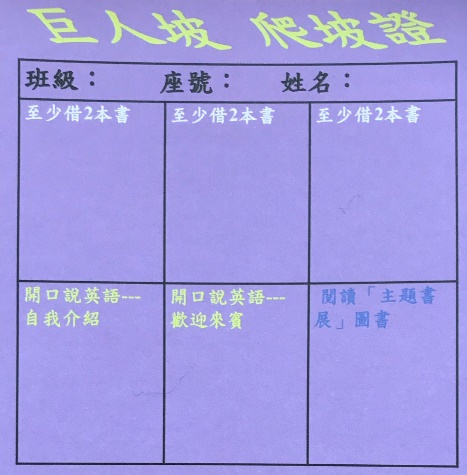 巨人坡 爬坡證
班級： 座號： 姓名：
至少借2本書 至少借2本書 至少借2本書
開口說英語---
自我介紹
開口說英語---
歡迎來賓
閱讀「主題書
展」圖書